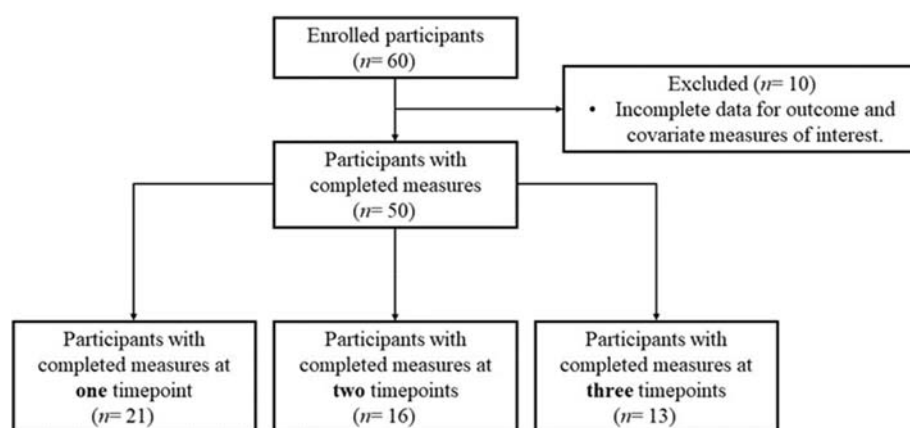 Enrolled participants
(n= 60)
Excluded (n= 10)
• Incomplete data for outcome and
covariate measures of interest.
Participants with
completed measures
(n= 50)
Participants with
completed measures at
one timepoint
(n= 21)
Participants with
completed measures at
two timepoints
(n= 16)
Participants with
completed measures at
three timepoints
(n= 13)